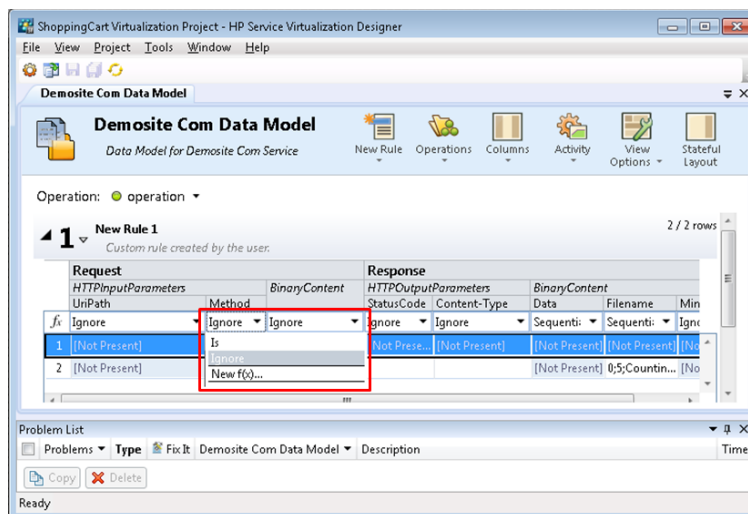 ShoppingCart Virtualization Project - HP Service Virtualization Designer
File View Project Tools Window Help
Demosite Com Data Model
Demosite Com Data Model
Data Model for Demosite Com Service
New Rule
Operations
Columns
Activity
View Options
Stateful Layout
Operation: operation
1 New Rule 1
2 / 2 rows
Custom rule created by the user.
Request Response
HTTPInputParameters BinaryContent HTTPOutputParameters BinaryContent
UriPath Method StatusCode Content-Type Data Filename Min
fx Ignore Ignore Ignore Ignore Ignore Sequenti: Sequenti: Igno
1 [Not Present] [Not Prese... [Not Present] [Not Present] [Not Present] [No
Is
Ignore
New f(x)...
2 [Not Present] [Not Present] 0;5;Countin... [No
Problem List
Problems Type Fix It Demosite Com Data Model Description Time
Copy Delete
Ready